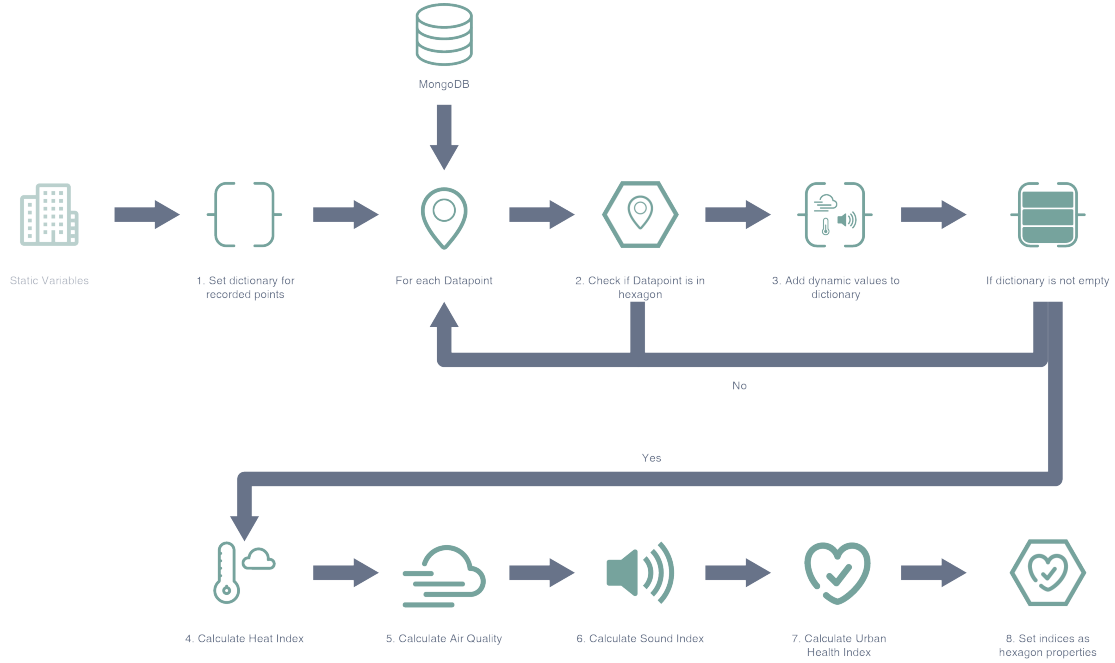 MongoDB
Static Variables
1. Set dictionary for
recorded points
For each Datapoint
2. Check if Datapoint is in
hexagon
3. Add dynamic values to
dictionary
If dictionary is not empty
No
Yes
4. Calculate Heat Index
5. Calculate Air Quality
6. Calculate Sound Index
7. Calculate Urban
Health Index
8. Set indices as
hexagon properties